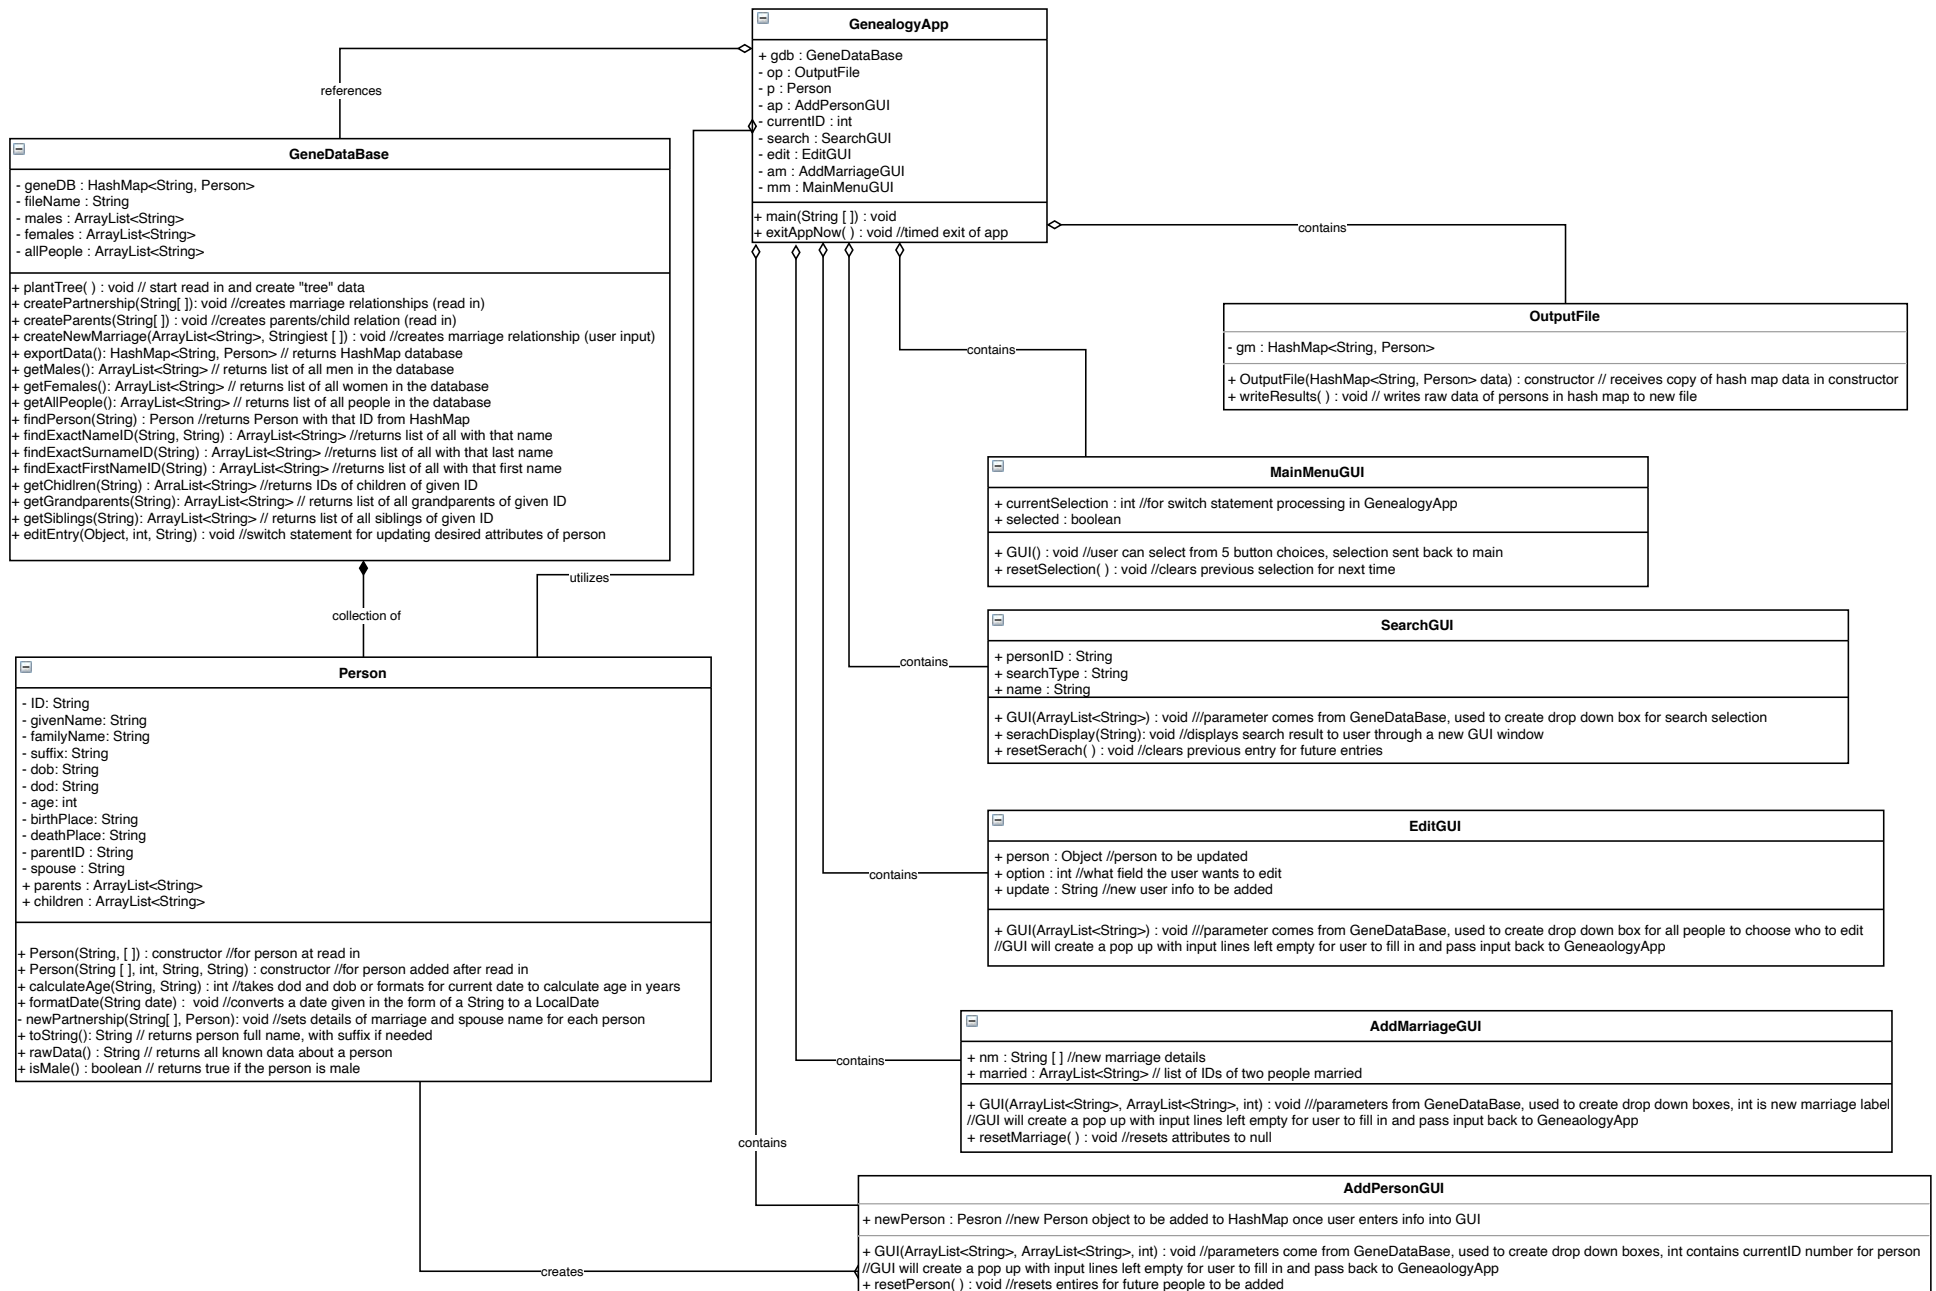 GenealogyApp
+ gdb : GeneDataBase
- op : OutputFile
- p : Person
- ap : AddPersonGUI
- currentID : int
- search : SearchGUI
- edit : EditGUI
- am : AddMarriageGUI
- mm : MainMenuGUI
+ main(String [ ]) : void
+ exitAppNow( ) : void //timed exit of app
references
GeneDataBase
- geneDB : HashMap<String, Person>
- fileName : String
- males : ArrayList<String>
- females : ArrayList<String>
- allPeople : ArrayList<String>
+ plantTree( ) : void // start read in and create "tree" data
+ createPartnership(String[ ]): void //creates marriage relationships (read in)
+ createParents(String[ ]) : void //creates parents/child relation (read in)
+ createNewMarriage(ArrayList<String>, Stringiest [ ]) : void //creates marriage relationship (user input)
+ exportData(): HashMap<String, Person> // returns HashMap database
+ getMales(): ArrayList<String> // returns list of all men in the database
+ getFemales(): ArrayList<String> // returns list of all women in the database
+ getAllPeople(): ArrayList<String> // returns list of all people in the database
+ findPerson(String) : Person //returns Person with that ID from HashMap
+ findExactNameID(String, String) : ArrayList<String> //returns list of all with that name
+ findExactSurnameID(String) : ArrayList<String> //returns list of all with that last name
+ findExactFirstNameID(String) : ArrayList<String> //returns list of all with that first name
+ getChidlren(String) : ArraList<String> //returns IDs of children of given ID
+ getGrandparents(String): ArrayList<String> // returns list of all grandparents of given ID
+ getSiblings(String): ArrayList<String> // returns list of all siblings of given ID
+ editEntry(Object, int, String) : void //switch statement for updating desired attributes of person
utilizes
collection of
Person
- ID: String
- givenName: String
- familyName: String
- suffix: String
- dob: String
- dod: String
- age: int
- birthPlace: String
- deathPlace: String
- parentID : String
- spouse : String
+ parents : ArrayList<String>
+ children : ArrayList<String>
+ Person(String, [ ]) : constructor //for person at read in
+ Person(String [ ], int, String, String) : constructor //for person added after read in
+ calculateAge(String, String) : int //takes dod and dob or formats for current date to calculate age in years
+ formatDate(String date) : void //converts a date given in the form of a String to a LocalDate
- newPartnership(String[ ], Person): void //sets details of marriage and spouse name for each person
+ toString(): String // returns person full name, with suffix if needed
+ rawData() : String // returns all known data about a person
+ isMale() : boolean // returns true if the person is male
contains
OutputFile
- gm : HashMap<String, Person>
+ OutputFile(HashMap<String, Person> data) : constructor // receives copy of hash map data in constructor
+ writeResults( ) : void // writes raw data of persons in hash map to new file
contains
MainMenuGUI
+ currentSelection : int //for switch statement processing in GenealogyApp
+ selected : boolean
+ GUI() : void //user can select from 5 button choices, selection sent back to main
+ resetSelection( ) : void //clears previous selection for next time
contains
SearchGUI
+ personID : String
+ searchType : String
+ name : String
+ GUI(ArrayList<String>) : void ///parameter comes from GeneDataBase, used to create drop down box for search selection
+ serachDisplay(String): void //displays search result to user through a new GUI window
+ resetSerach( ) : void //clears previous entry for future entries
contains
EditGUI
+ person : Object //person to be updated
+ option : int //what field the user wants to edit
+ update : String //new user info to be added
+ GUI(ArrayList<String>) : void ///parameter comes from GeneDataBase, used to create drop down box for all people to choose who to edit
//GUI will create a pop up with input lines left empty for user to fill in and pass input back to GeneaologyApp
contains
AddMarriageGUI
+ nm : String [ ] //new marriage details
+ married : ArrayList<String> // list of IDs of two people married
+ GUI(ArrayList<String>, ArrayList<String>, int) : void ///parameters from GeneDataBase, used to create drop down boxes, int is new marriage label
//GUI will create a pop up with input lines left empty for user to fill in and pass input back to GeneaologyApp
+ resetMarriage( ) : void //resets attributes to null
contains
AddPersonGUI
+ newPerson : Pesron //new Person object to be added to HashMap once user enters info into GUI
+ GUI(ArrayList<String>, ArrayList<String>, int) : void //parameters come from GeneDataBase, used to create drop down boxes, int contains currentID number for person
//GUI will create a pop up with input lines left empty for user to fill in and pass back to GeneaologyApp
+ resetPerson( ) : void //resets entires for future people to be added
creates